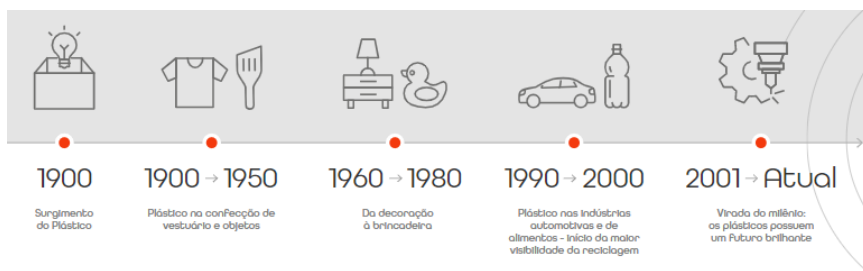 1900
Surgimento
do Plástico
1900 → 1950
Plástico na confecção de
vestuário e objetos
1960 → 1980
Da decoração
à brincadeira
1990 → 2000
Plástico nas indústrias
automotivas e de
alimentos - início da maior
visibilidade da reciclagem
2001 → Atual
Virada do milênio:
os plásticos possuem
um futuro brilhante